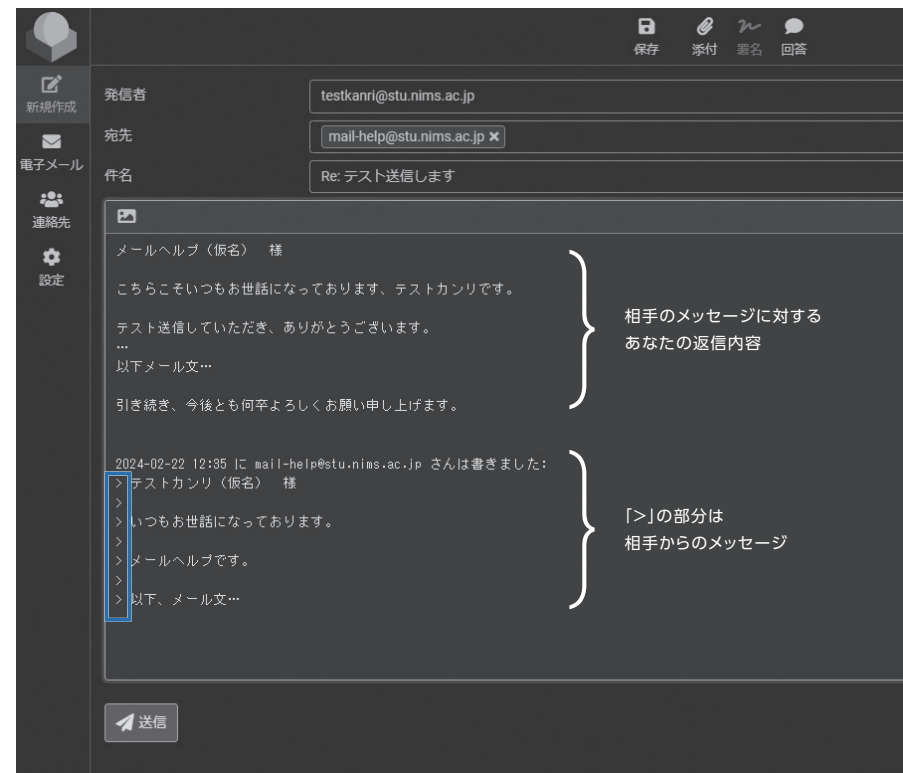 保存
添付
署名
回答
新規作成
電子メール
連絡先
設定
発信者
testkanri@stu.nims.ac.jp
宛先
mail-help@stu.nims.ac.jp ×
件名
Re: テスト送信します
メールヘルプ（仮名）　様
こちらこそいつもお世話になっております、テストカンリです。
テスト送信していただき、ありがとうございます。
…
以下メール文…
引き続き、今後とも何卒よろしくお願い申し上げます。
相手のメッセージに対する
あなたの返信内容
2024-02-22 12:35 に mail-help@stu.nims.ac.jp さんは書きました:
> テストカンリ（仮名）　様
>
> いつもお世話になっております。
>
> メールヘルプです。
>
> 以下、メール文…
「>」の部分は
相手からのメッセージ
送信